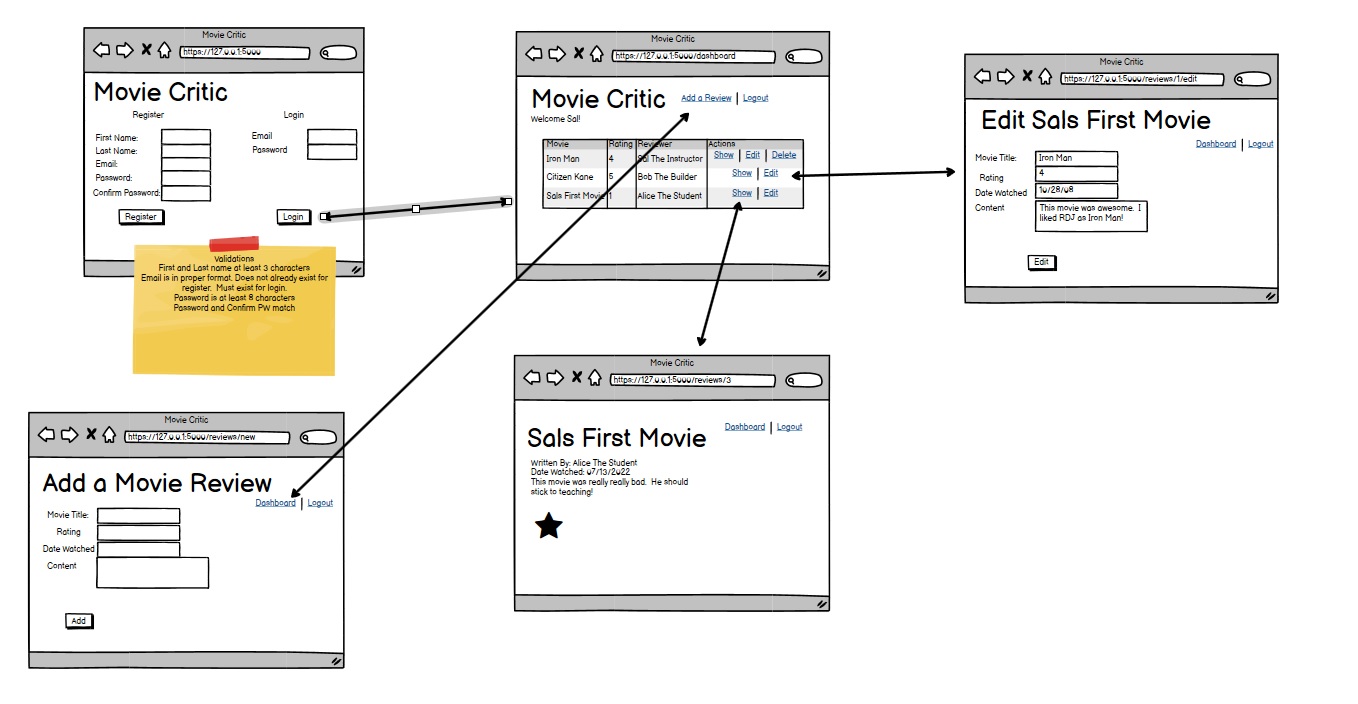 Movie Critic
https://127.0.0.1:5000
Movie Critic
Register Login
First Name:
Last Name:
Email:
Password:
Confirm Password:
Email
Password
Register Login
Validations
First and Last name at least 3 characters
Email is in proper format. Does not already exist for
register. Must exist for login.
Password is at least 8 characters
Password and Confirm PW match
Movie Critic
https://127.0.0.1:5000/dashboard
Movie Critic Add a Review | Logout
Welcome Sal!
Movie Rating Reviewer Actions
Iron Man 4 Sal The Instructor Show | Edit | Delete
Citizen Kane 5 Bob The Builder Show | Edit
Sals First Movie 1 Alice The Student Show | Edit
Movie Critic
https://127.0.0.1:5000/reviews/1/edit
Edit Sals First Movie
Dashboard | Logout
Movie Title: Iron Man
Rating 4
Date Watched 10/28/08
Content This movie was awesome. I
liked RDJ as Iron Man!
Edit
Movie Critic
https://127.0.0.1:5000/reviews/new
Add a Movie Review
Dashboard | Logout
Movie Title:
Rating
Date Watched
Content
Add
Movie Critic
https://127.0.0.1:5000/reviews/3
Dashboard | Logout
Sals First Movie
Written By: Alice The Student
Date Watched: 07/13/2022
This movie was really really bad. He should
stick to teaching!